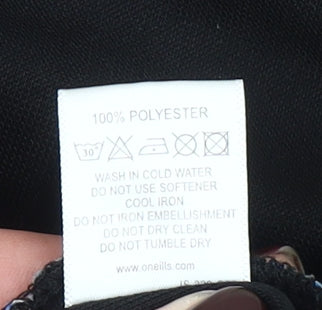 100% POLYESTER
30
WASH IN COLD WATER
DO NOT USE SOFTENER
COOL IRON
DO NOT IRON EMBELLISHMENT
DO NOT DRY CLEAN
DO NOT TUMBLE DRY
www.oneills.com